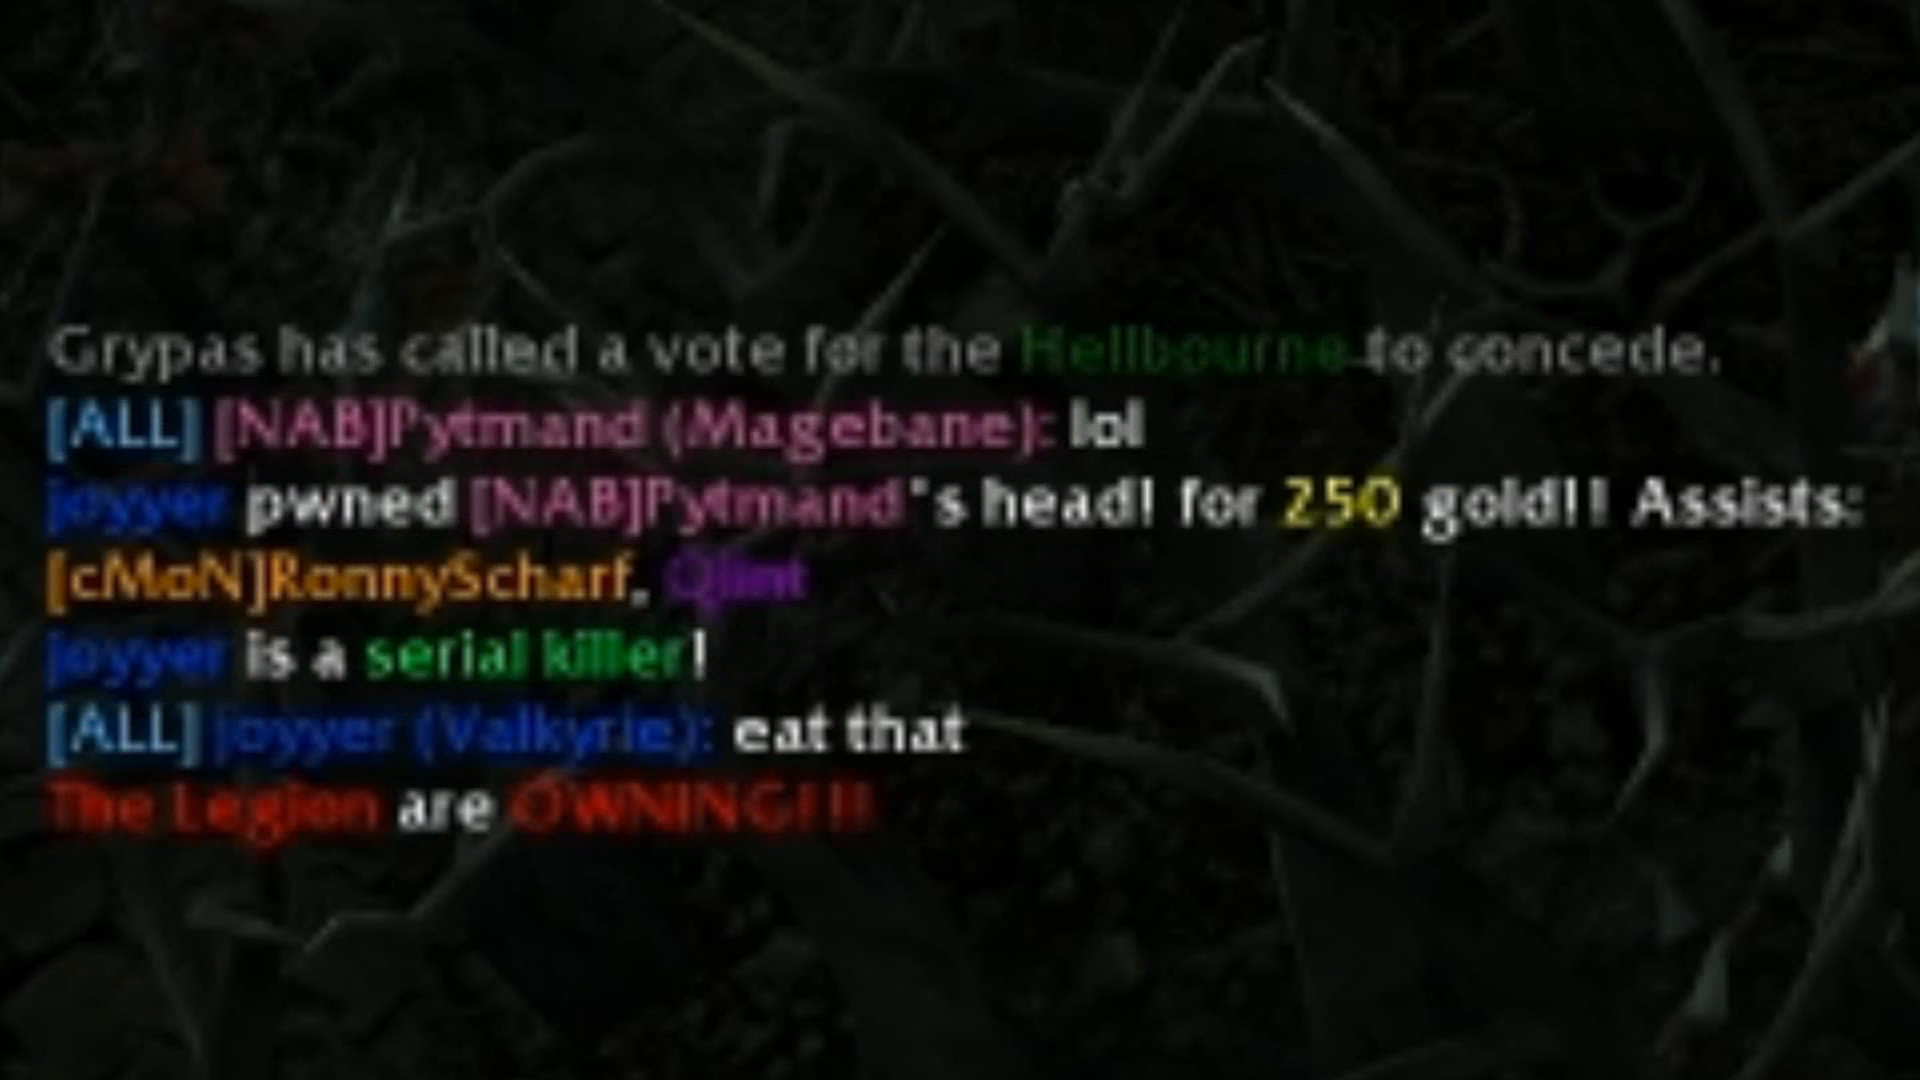 Grypas has called a vote for the Hellbourne to concede.
[ALL] [NAB]Pytmand (Magebane): lol
joyyer pwned [NAB]Pytmand's head! for 250 gold!! Assists:
[cMoN]RonnyScharf, Qlint
joyyer is a serial killer!
[ALL] joyyer (Valkyrie): eat that
The Legion are OWNING!!!